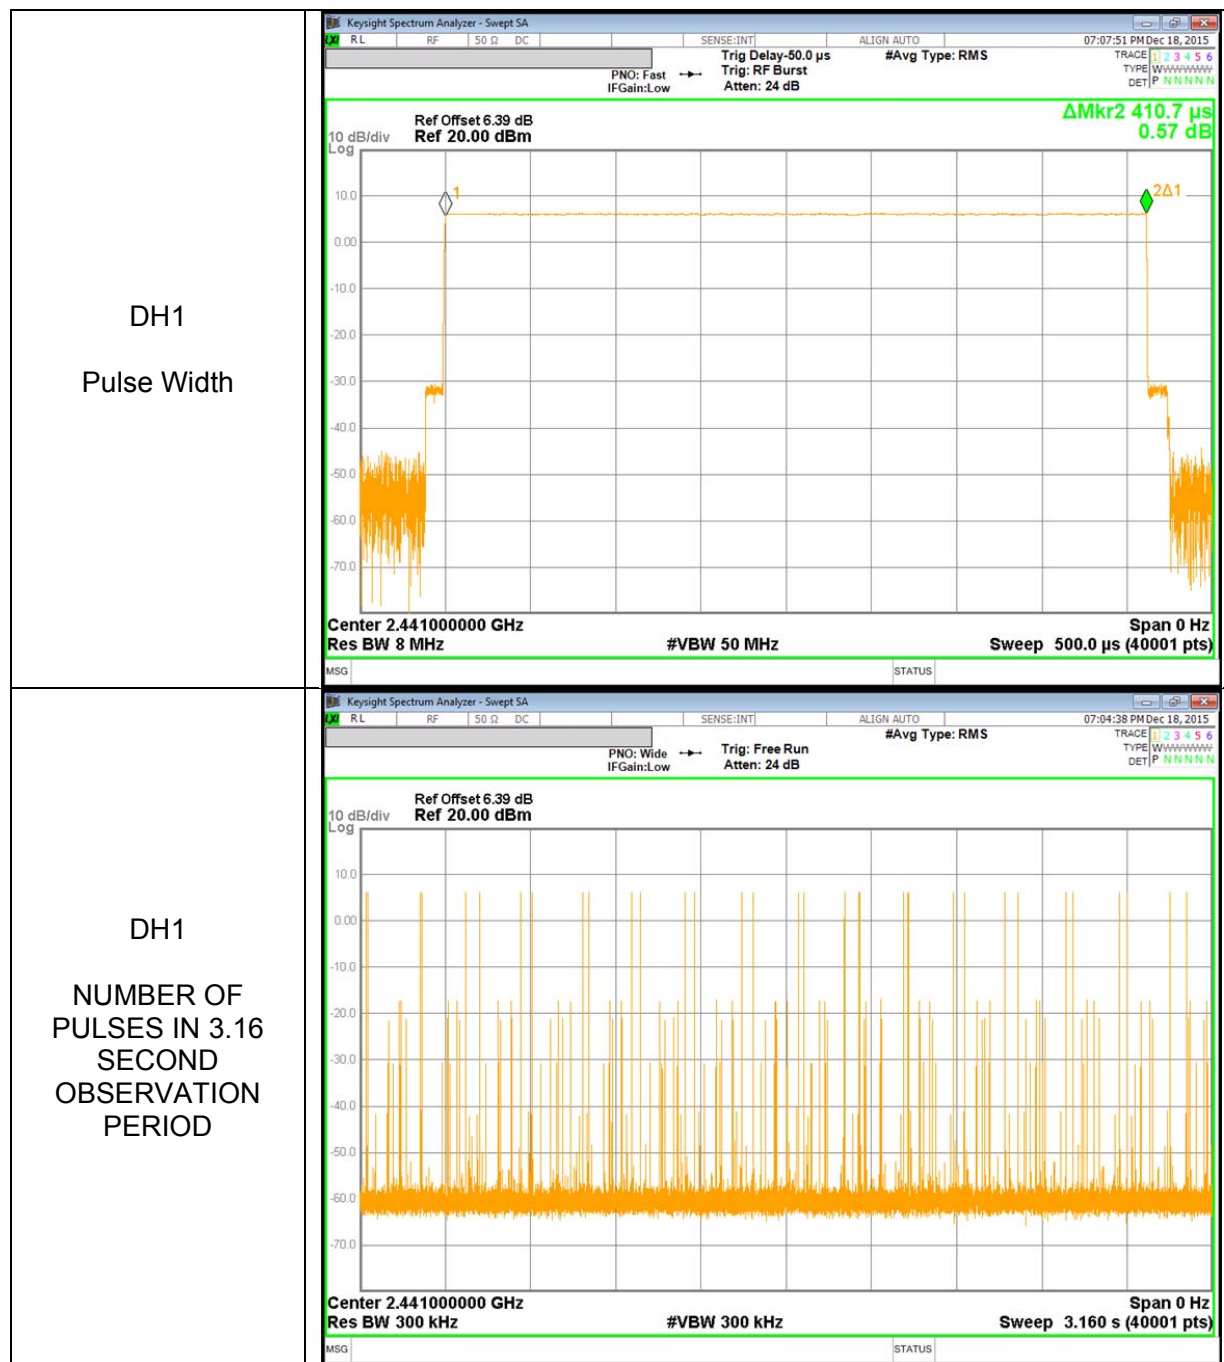 DH1
Pulse Width
Keysight Spectrum Analyzer - Swept SA
LXI RL RF 50 Ω DC SENSE:INT ALIGN AUTO 07:07:51 PM Dec 18, 2015
Trig Delay-50.0 µs #Avg Type: RMS TRACE 1 2 3 4 5 6
PNO: Fast Trig: RF Burst TYPE WWWWWW
IFGain:Low Atten: 24 dB DET P N N N N N
ΔMkr2 410.7 µs
Ref Offset 6.39 dB 0.57 dB
10 dB/div Ref 20.00 dBm
Log
10.0
1
2Δ1
0.00
-10.0
-20.0
-30.0
-40.0
-50.0
-60.0
-70.0
Center 2.441000000 GHz Span 0 Hz
Res BW 8 MHz #VBW 50 MHz Sweep 500.0 µs (40001 pts)
MSG STATUS
DH1
NUMBER OF
PULSES IN 3.16
SECOND
OBSERVATION
PERIOD
Keysight Spectrum Analyzer - Swept SA
LXI RL RF 50 Ω DC SENSE:INT ALIGN AUTO 07:04:38 PM Dec 18, 2015
#Avg Type: RMS TRACE 1 2 3 4 5 6
PNO: Wide Trig: Free Run TYPE WWWWWW
IFGain:Low Atten: 24 dB DET P N N N N N
Ref Offset 6.39 dB
10 dB/div Ref 20.00 dBm
Log
10.0
0.00
-10.0
-20.0
-30.0
-40.0
-50.0
-60.0
-70.0
Center 2.441000000 GHz Span 0 Hz
Res BW 300 kHz #VBW 300 kHz Sweep 3.160 s (40001 pts)
MSG STATUS